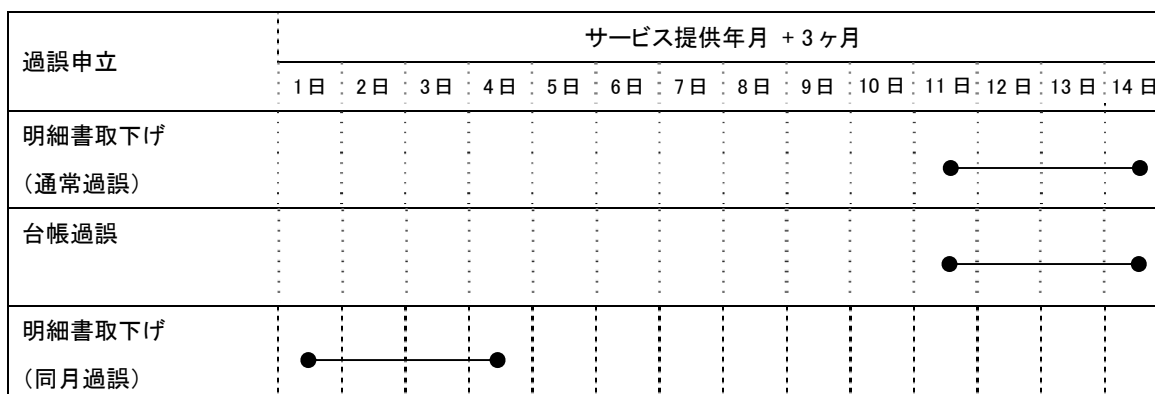 過誤申立
サービス提供年月 +3ヶ月
1日 2日 3日 4日 5日 6日 7日 8日 9日 10日 11日 12日 13日 14日
明細書取下げ
(通常過誤)
台帳過誤
明細書取下げ
(同月過誤)